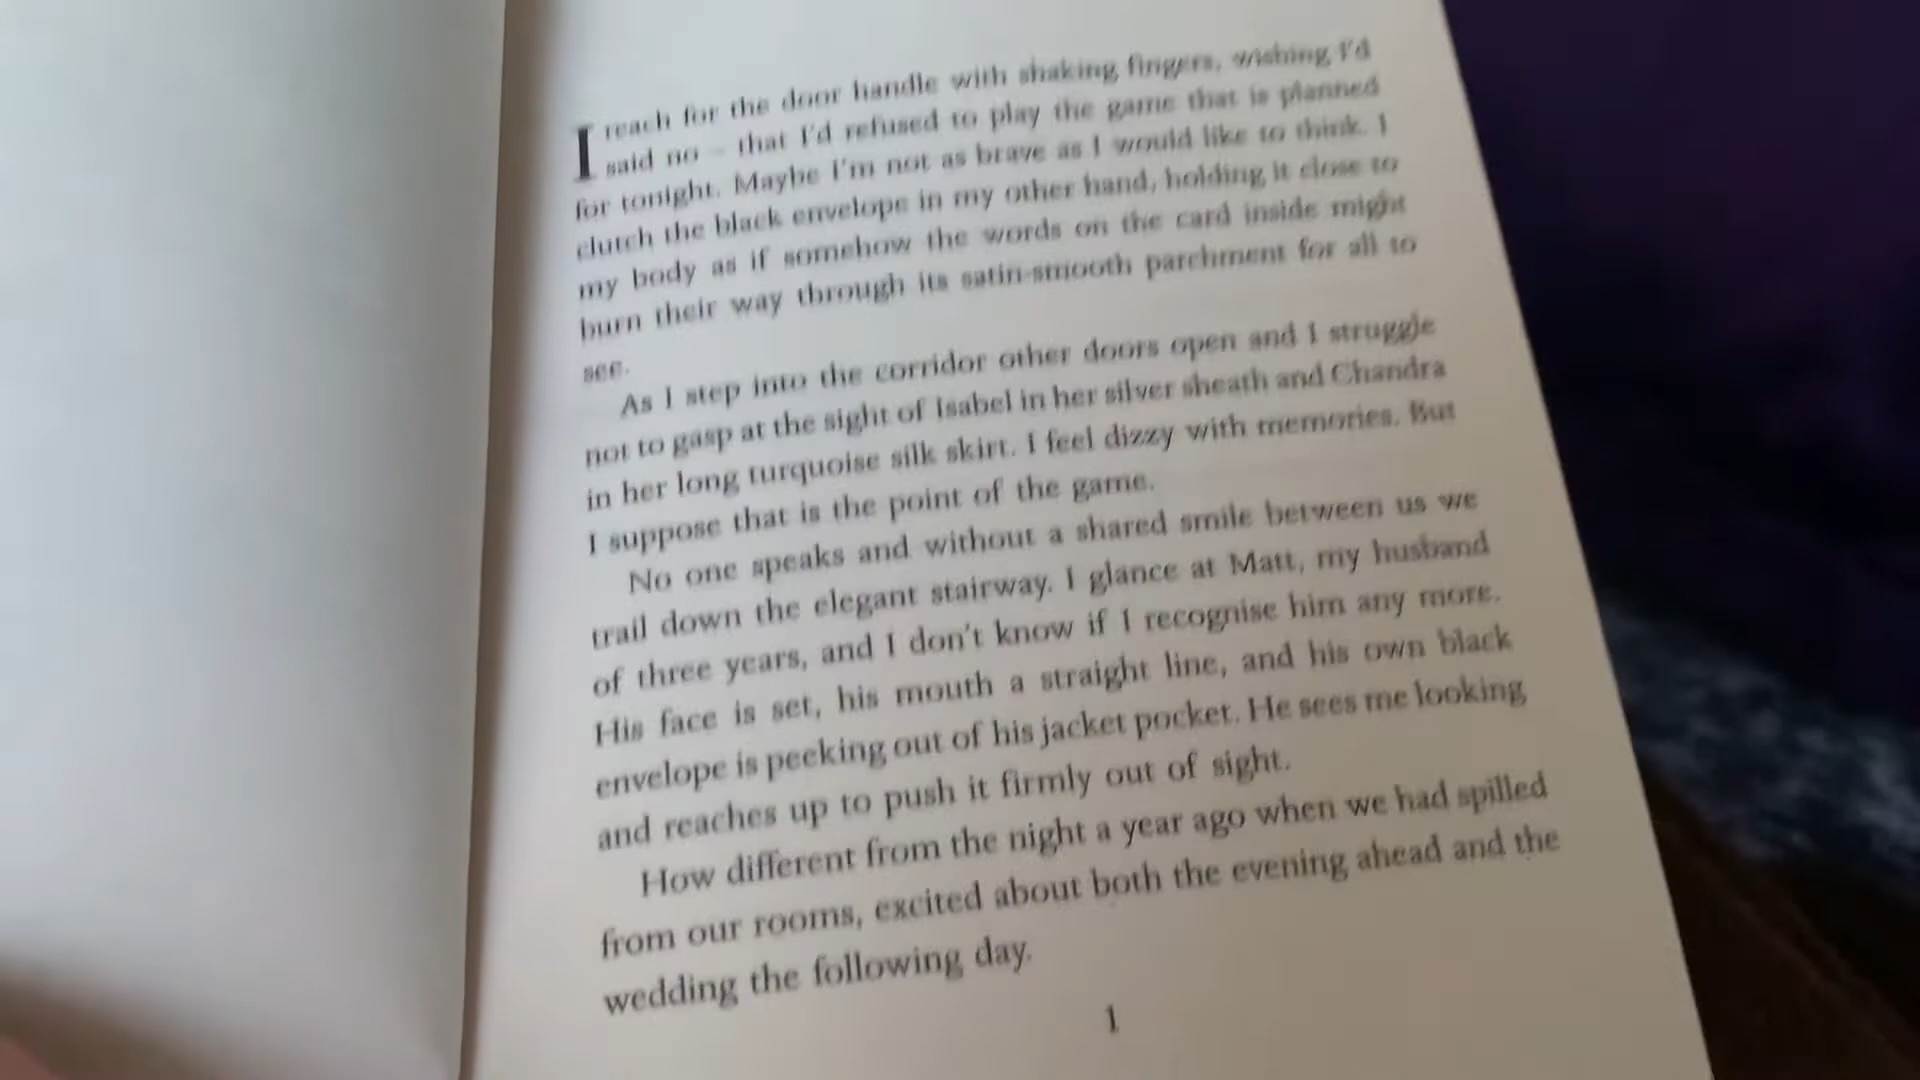 I reach for the door handle with shaking fingers, wishing I'd
said no – that I'd refused to play the game that is planned
for tonight. Maybe I'm not as brave as I would like to think. I
clutch the black envelope in my other hand, holding it close to
my body as if somehow the words on the card inside might
burn their way through its satin-smooth parchment for all to
see.
As I step into the corridor other doors open and I struggle
not to gasp at the sight of Isabel in her silver sheath and Chandra
in her long turquoise silk skirt. I feel dizzy with memories. But
I suppose that is the point of the game.
No one speaks and without a shared smile between us we
trail down the elegant stairway. I glance at Matt, my husband
of three years, and I don't know if I recognise him any more.
His face is set, his mouth a straight line, and his own black
envelope is peeking out of his jacket pocket. He sees me looking
and reaches up to push it firmly out of sight.
How different from the night a year ago when we had spilled
from our rooms, excited about both the evening ahead and the
wedding the following day.
1